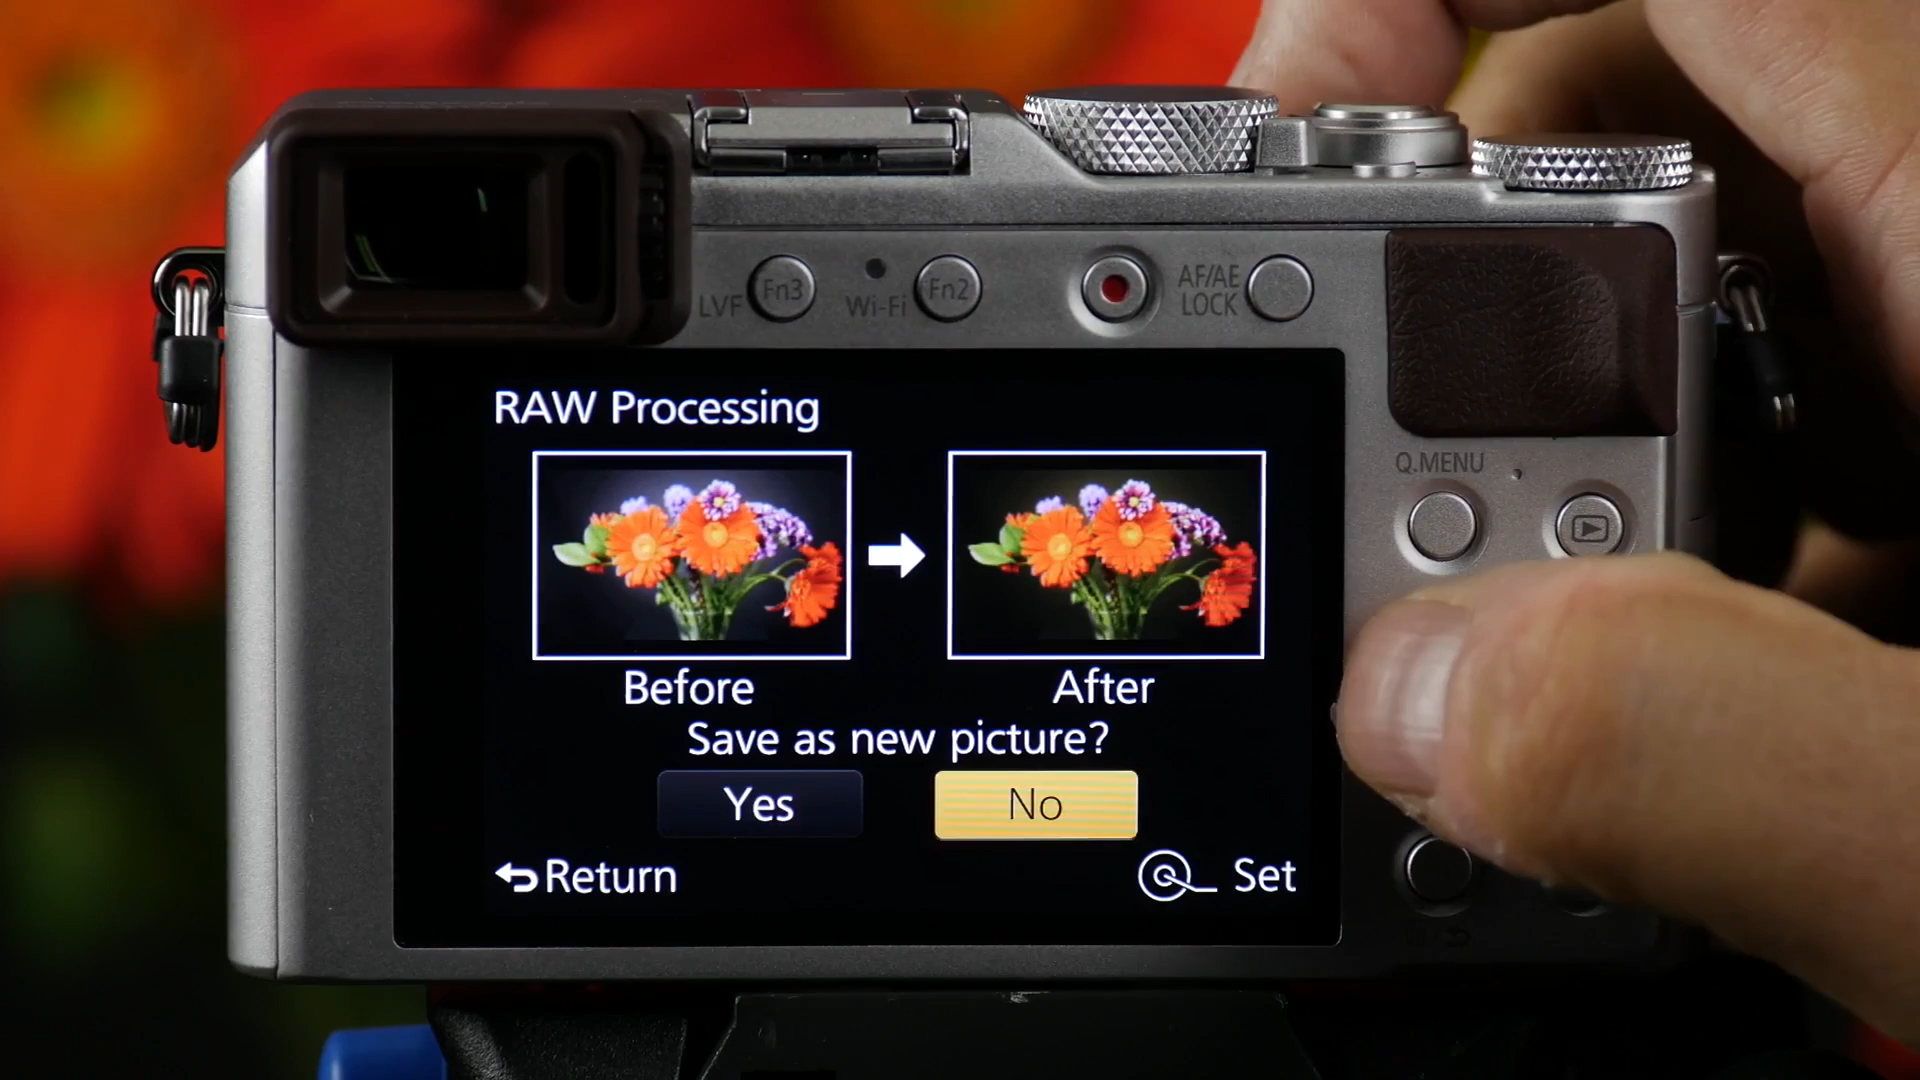 LVF Fn3 Wi-Fi Fn2 AF/AE LOCK
Q.MENU
RAW Processing
Before After
Save as new picture?
Yes No
Return Set